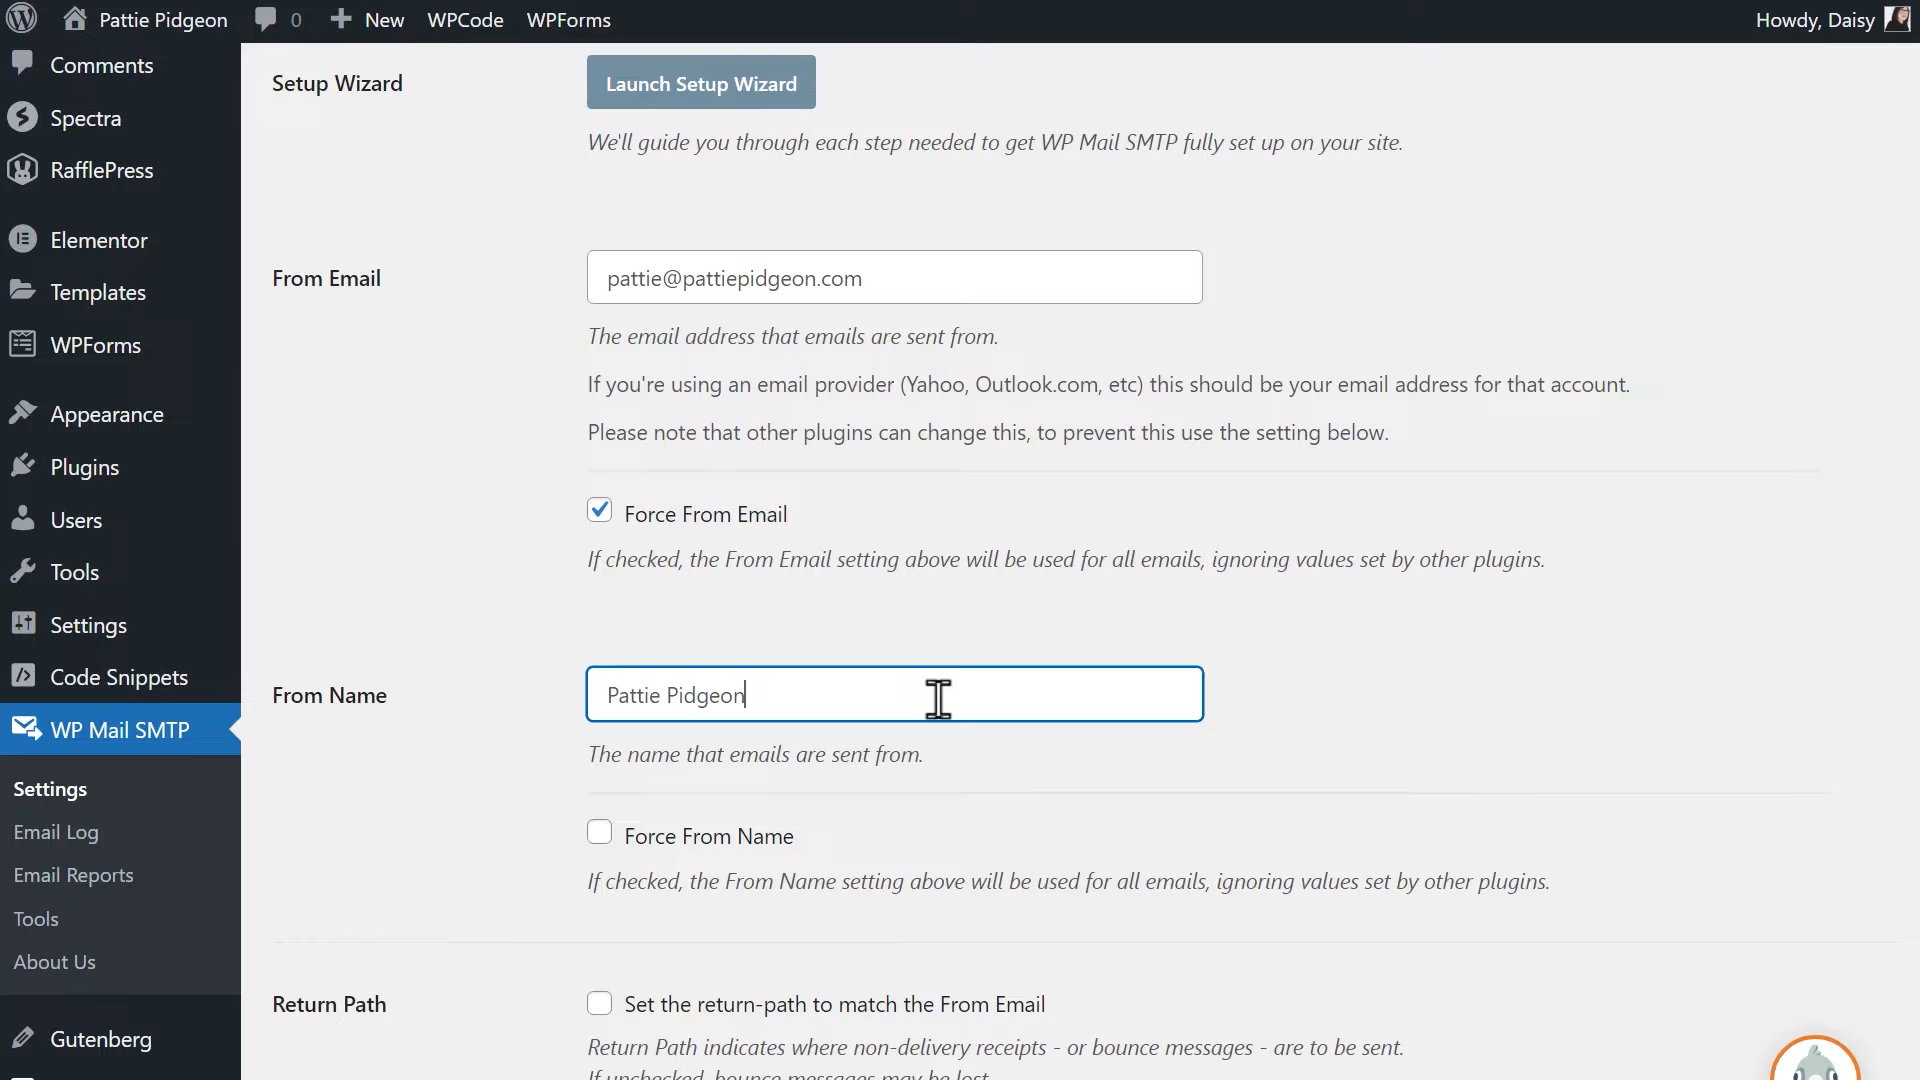 Pattie Pidgeon 0 New WPCode WPForms Howdy, Daisy
Comments
Spectra
RafflePress
Elementor
Templates
WPForms
Appearance
Plugins
Users
Tools
Settings
Code Snippets
WP Mail SMTP
Settings
Email Log
Email Reports
Tools
About Us
Gutenberg
Setup Wizard
Launch Setup Wizard
We'll guide you through each step needed to get WP Mail SMTP fully set up on your site.
From Email
pattie@pattiepidgeon.com
The email address that emails are sent from.
If you're using an email provider (Yahoo, Outlook.com, etc) this should be your email address for that account.
Please note that other plugins can change this, to prevent this use the setting below.
Force From Email
If checked, the From Email setting above will be used for all emails, ignoring values set by other plugins.
From Name
Pattie Pidgeon
The name that emails are sent from.
Force From Name
If checked, the From Name setting above will be used for all emails, ignoring values set by other plugins.
Return Path
Set the return-path to match the From Email
Return Path indicates where non-delivery receipts - or bounce messages - are to be sent.
If unchecked, bounce messages may be lost.